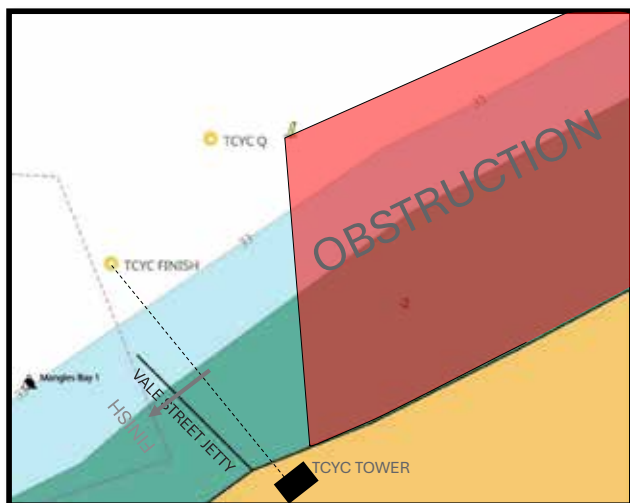 TCYC Q
OBSTRUCTION
TCYC FINISH
Mangles Bay 1
VALE STREET JETTY
FINISH
TCYC TOWER